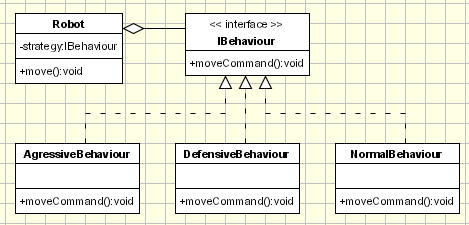 Robot
-strategy:IBehaviour
+move():void
<< interface >>
IBehaviour
+moveCommand():void
AgressiveBehaviour
+moveCommand():void
DefensiveBehaviour
+moveCommand():void
NormalBehaviour
+moveCommand():void